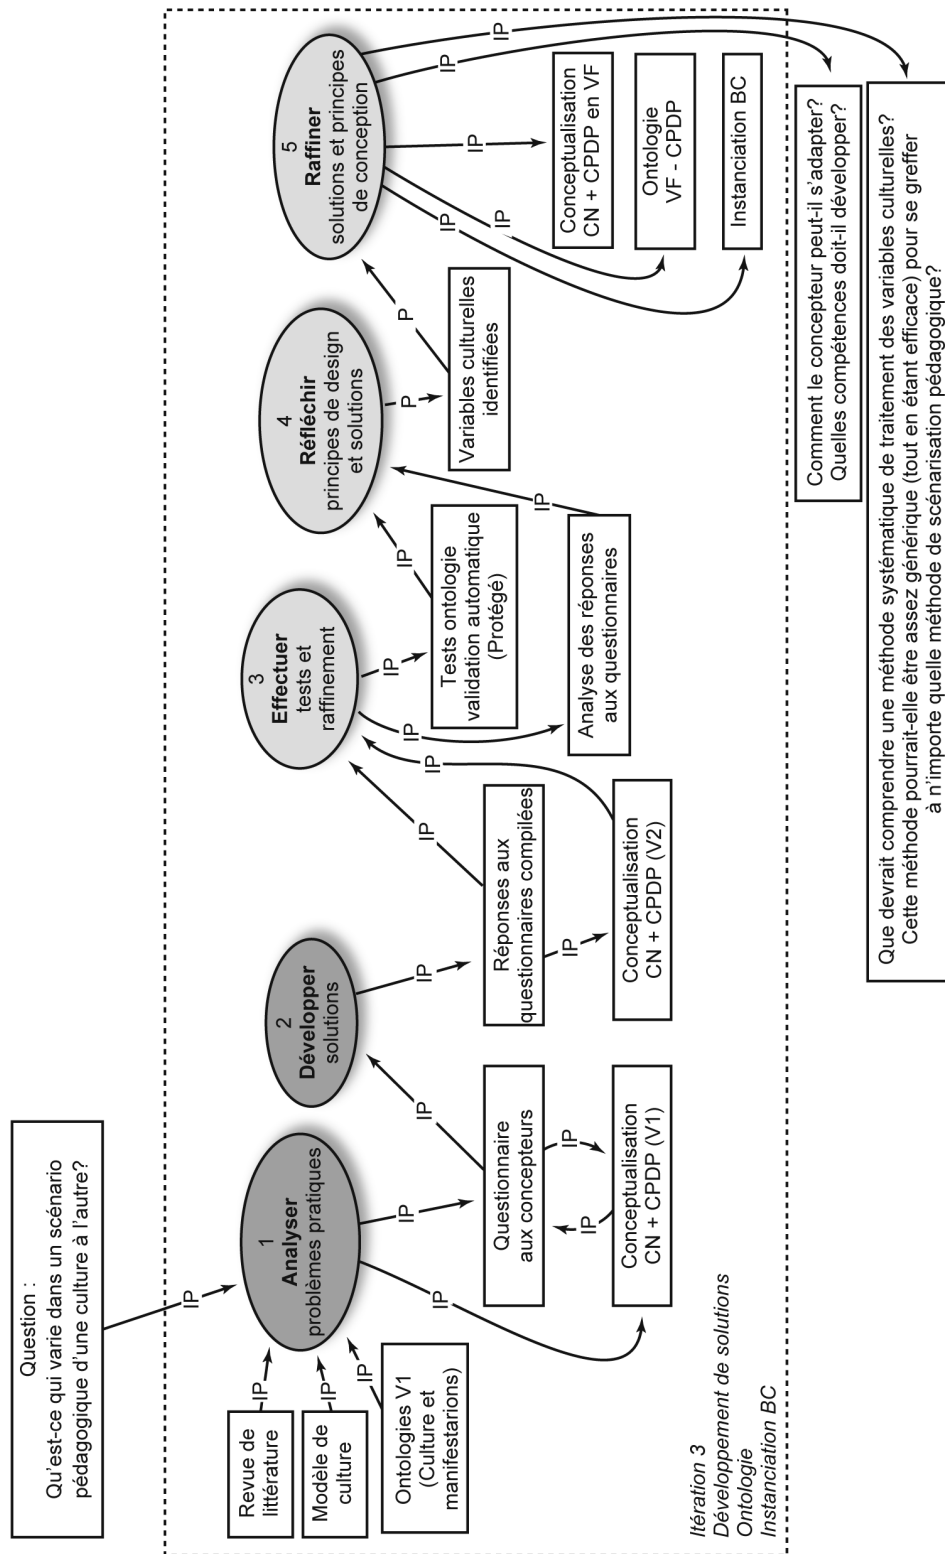 Question :
Qu'est-ce qui varie dans un scénario
pédagogique d'une culture à l'autre?
IP
Revue de
littérature
IP
Modèle de
culture
IP
Ontologies V1
(Culture et
manifestarions)
IP
1
Analyser
problèmes pratiques
IP
IP
Questionnaire
aux concepteurs
IP
IP
Conceptualisation
CN + CPDP (V1)
IP
2
Développer
solutions
IP
Réponses aux
questionnaires compilées
IP
Conceptualisation
CN + CPDP (V2)
IP
IP
3
Effectuer
tests et
raffinement
IP
IP
Tests ontologie
validation automatique
(Protégé)
Analyse des réponses
aux questionnaires
IP
IP
4
Réfléchir
principes de design
et solutions
P
Variables culturelles
identifiées
P
5
Raffiner
solutions et principes
de conception
IP
IP
IP
IP
IP
Conceptualisation
CN + CPDP en VF
Ontologie
VF - CPDP
Instanciation BC
Itération 3
Développement de solutions
Ontologie
Instanciation BC
Comment le concepteur peut-il s'adapter?
Quelles compétences doit-il développer?
Que devrait comprendre une méthode systématique de traitement des variables culturelles?
Cette méthode pourrait-elle être assez générique (tout en étant efficace) pour se greffer
à n'importe quelle méthode de scénarisation pédagogique?